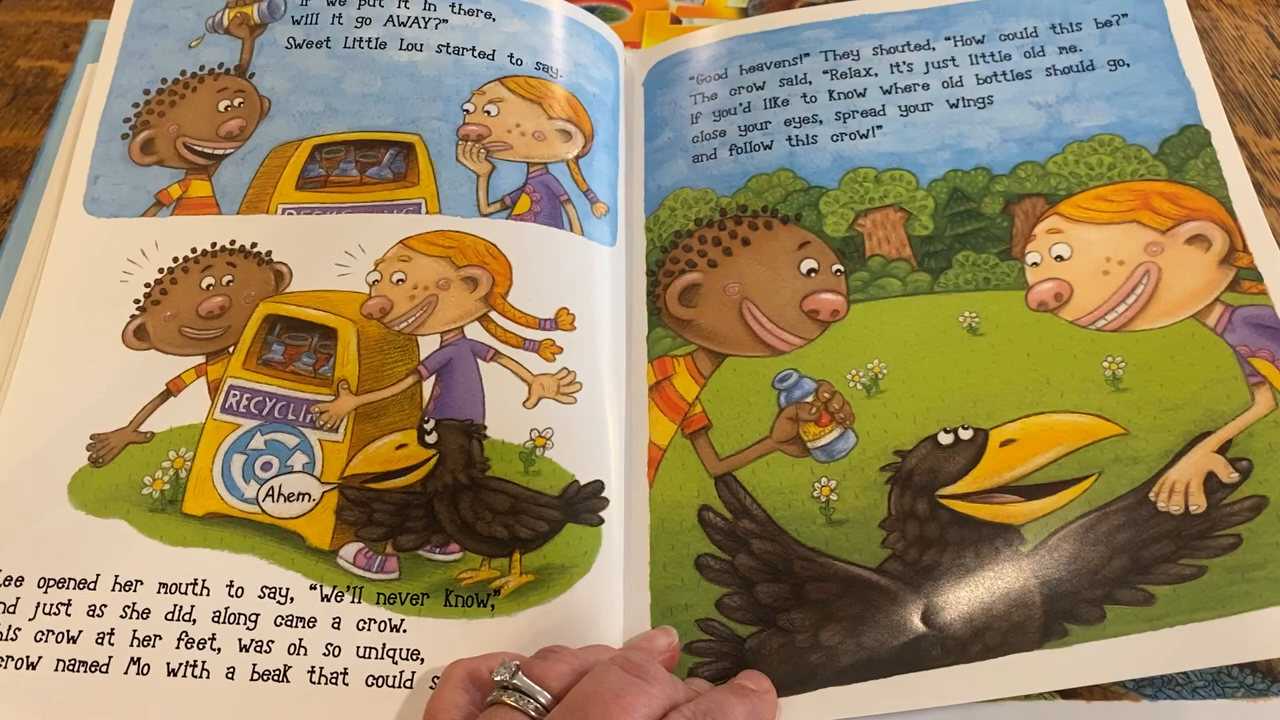 "If we put it in there,
will it go AWAY?"
Sweet Little Lou started to say.
RECYCLING
Ahem.
Lee opened her mouth to say, "We'll never know,"
and just as she did, along came a crow.
This crow at her feet, was oh so unique,
crow named Mo with a beak that could
"Good heavens!" They shouted, "How could this be?"
The crow said, "Relax, it's just little old me.
If you'd like to know where old bottles should go,
close your eyes, spread your wings
and follow this crow!"